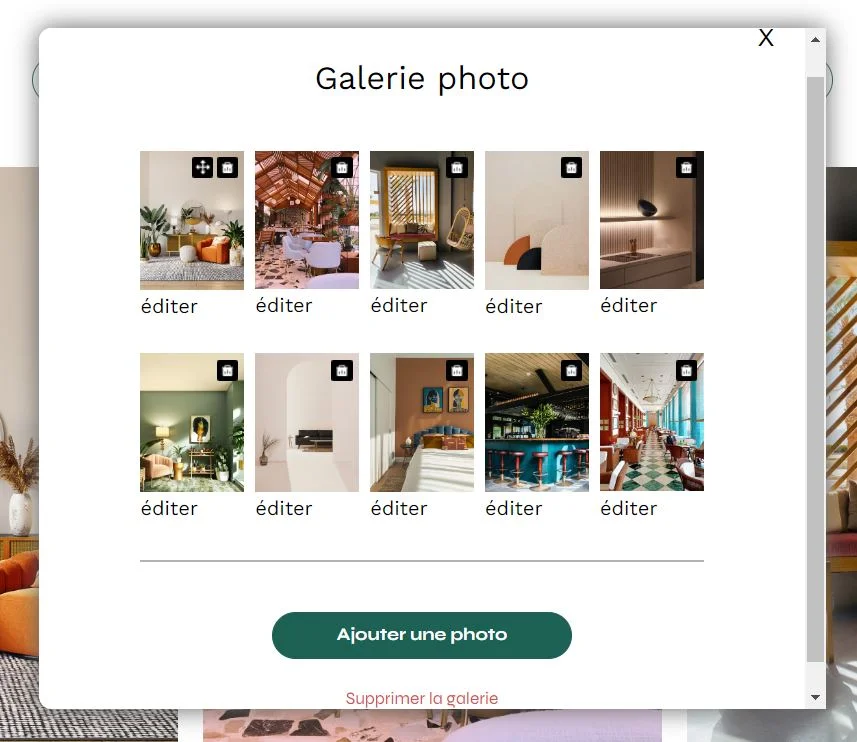 X
Galerie photo
éditer éditer éditer éditer éditer
éditer éditer éditer éditer éditer
Ajouter une photo
Supprimer la galerie